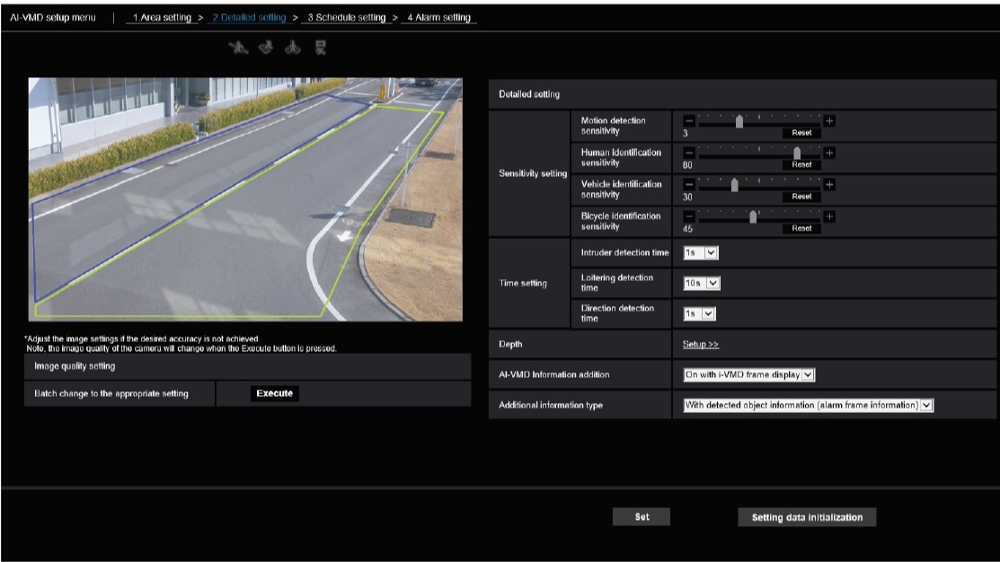 AI-VMD setup menu | 1.Area setting > 2.Detailed setting > 3.Schedule setting > 4.Alarm setting
*Adjust the image settings if the desired accuracy is not achieved.
Note, the image quality of the camera will change when the Execute button is pressed.
Image quality setting
Batch change to the appropriate setting Execute
Detailed setting
Sensitivity setting
Motion detection
sensitivity
3 Reset
Human identification
sensitivity
80 Reset
Vehicle identification
sensitivity
30 Reset
Bicycle identification
sensitivity
45 Reset
Time setting
Intruder detection time 1s
Loitering detection
time
10s
Direction detection
time
1s
Depth Setup >>
AI-VMD Information addition On with i-VMD frame display
Additional information type With detected object information (alarm frame information)
Set Setting data initialization